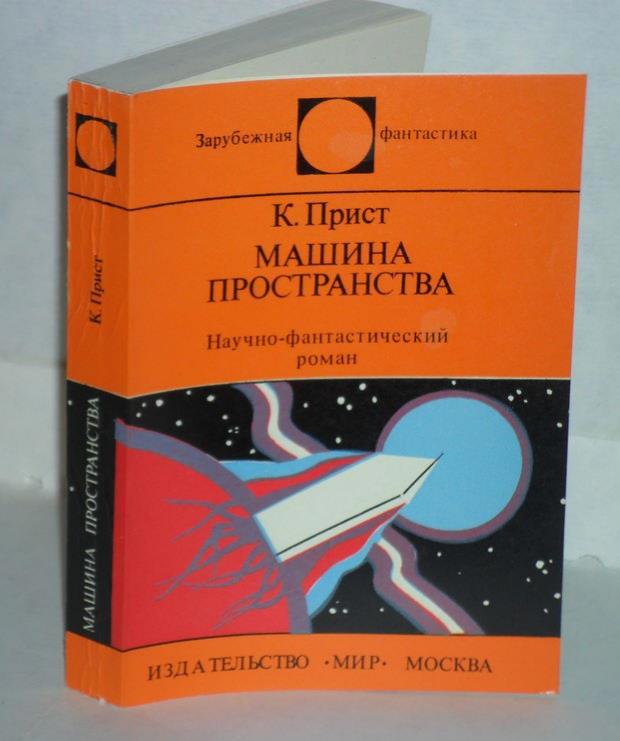 Зарубежная фантастика
К. Прист
МАШИНА
ПРОСТРАНСТВА
Научно-фантастический
роман
ИЗДАТЕЛЬСТВО ·МИР· МОСКВА
К. Прист
МАШИНА ПРОСТРАНСТВА